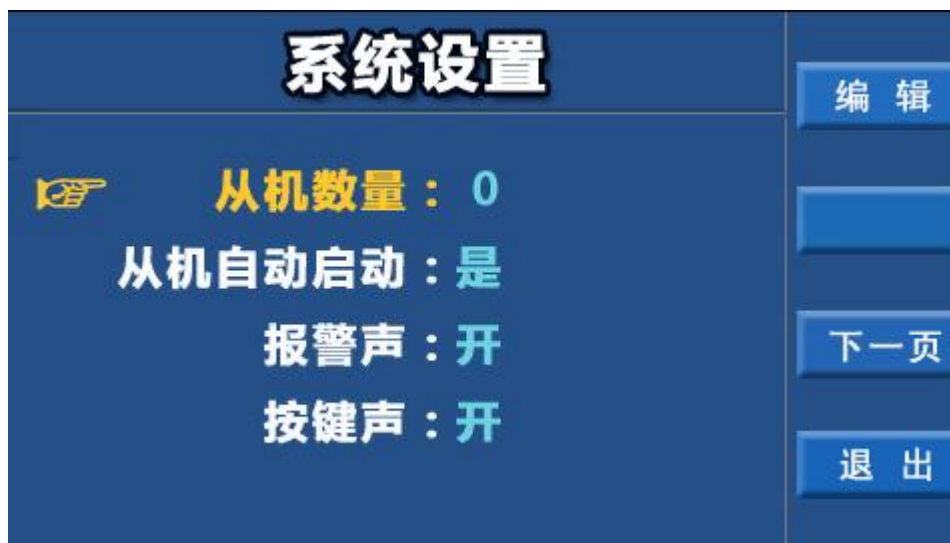 系统设置
从机数量：0
从机自动启动：是
报警声：开
按键声：开
编 辑
下一页
退 出